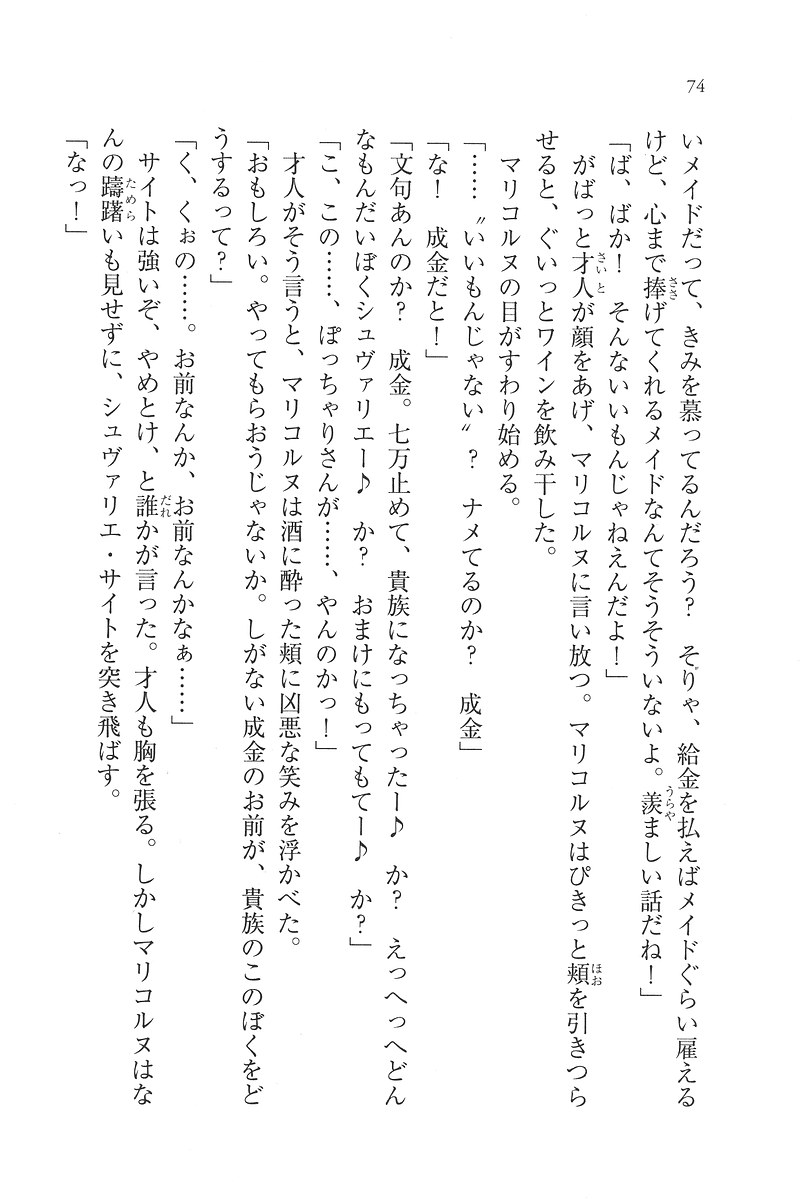 74
いメイドだって、きみを慕ってるんだろう？　そりゃ、給金を払えばメイドぐらい雇える
けど、心まで捧げてくれるメイドなんてそうそういないよ。羨ましい話だね！」
「ば、ばか！　そんないいもんじゃねえんだよ！」
がばっと才人が顔をあげ、マリコルヌに言い放つ。マリコルヌはぴきっと頬を引きつら
せると、ぐいっとワインを飲み干した。
マリコルヌの目がすわり始める。
「……〝いいもんじゃない〟？　ナメてるのか？　成金」
「な！　成金だと！」
「文句あんのか？　成金。七万止めて、貴族になっちゃったー♪　か？　えっへっへどん
なもんだいぼくシュヴァリエー♪　か？　おまけにもってもてー♪　か？」
「こ、この……、ぽっちゃりさんが……、やんのかっ！」
才人がそう言うと、マリコルヌは酒に酔った頬に凶悪な笑みを浮かべた。
「おもしろい。やってもらおうじゃないか。しがない成金のお前が、貴族のこのぼくをど
うするって？」
「く、くぉの……。お前なんか、お前なんかなぁ……」
サイトは強いぞ、やめとけ、と誰かが言った。才人も胸を張る。しかしマリコルヌはな
んの躊躇いも見せずに、シュヴァリエ・サイトを突き飛ばす。
「なっ！」